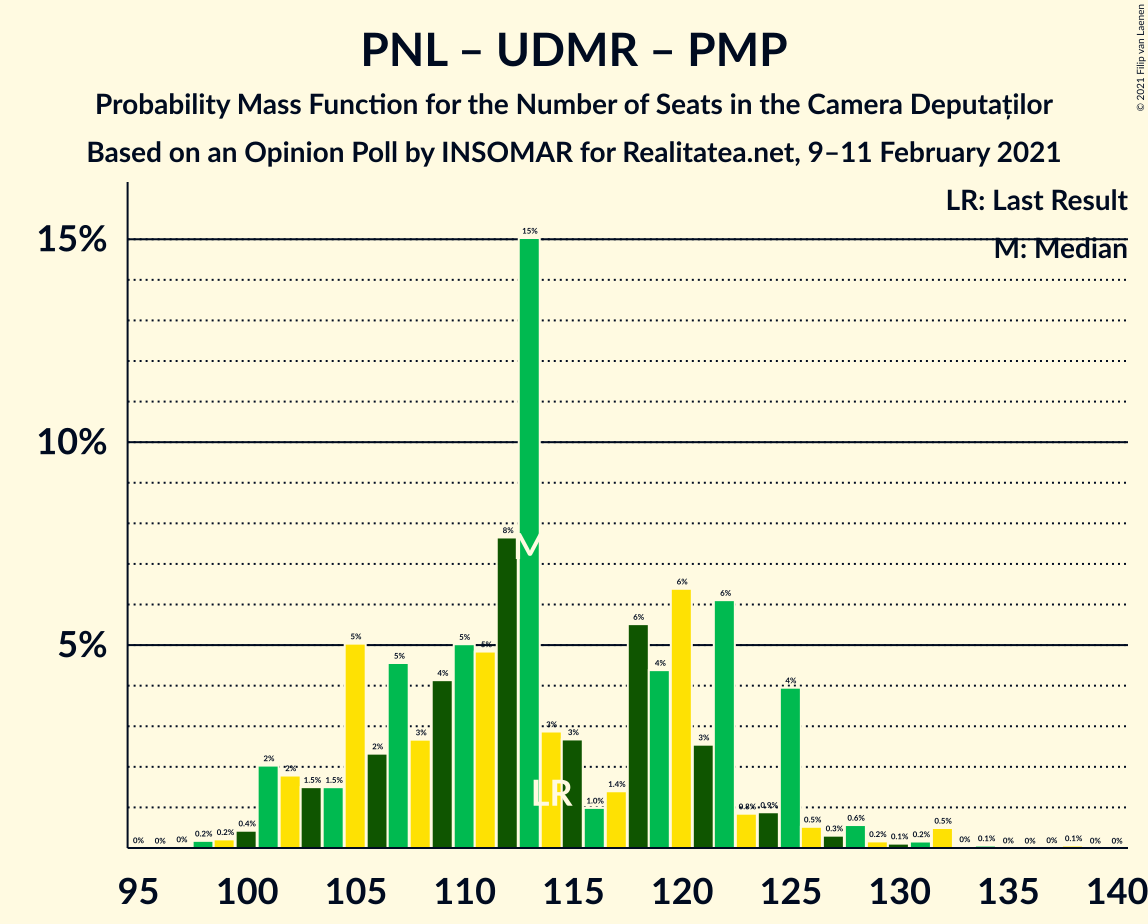 PNL – UDMR – PMP
Probability Mass Function for the Number of Seats in the Camera Deputaților
Based on an Opinion Poll by INSOMAR for Realitatea.net, 9–11 February 2021
© 2021 Filip van Laenen
LR: Last Result
M: Median
15%
10%
5%
0% 0% 0% 0.2% 0.2% 0.4% 2% 2% 1.5% 1.5% 5% 2% 5% 3% 4% 5% 5% 8% 15% 3% 3% 1.0% 1.4% 6% 4% 6% 3% 6% 0.8% 0.9% 4% 0.5% 0.3% 0.6% 0.2% 0.1% 0.2% 0.5% 0% 0.1% 0% 0% 0% 0.1% 0% 0%
M
LR
95 100 105 110 115 120 125 130 135 140